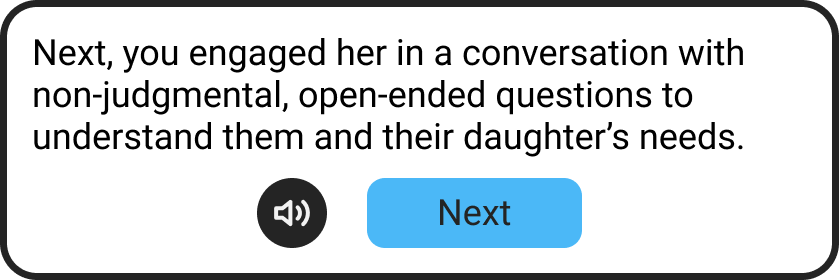 Next, you engaged her in a conversation with
non-judgmental, open-ended questions to
understand them and their daughter’s needs.
Next